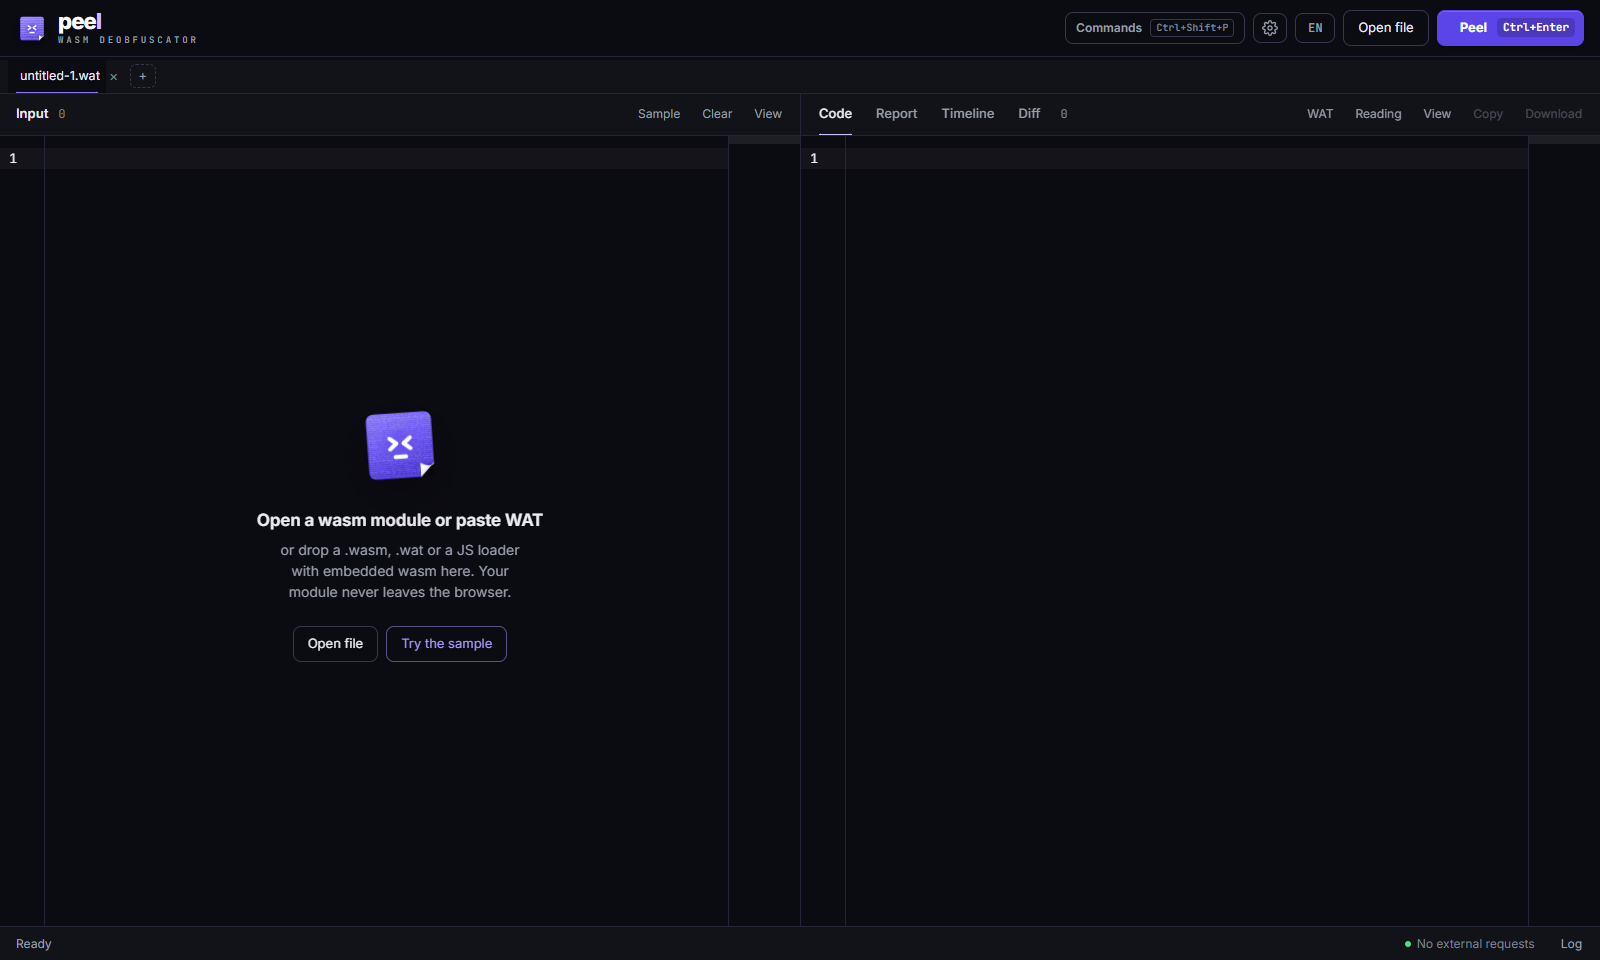 peel
WASM DEOBFUSCATOR
Commands Ctrl+Shift+P
EN
Open file
Peel Ctrl+Enter
untitled-1.wat × +
Input 0
Sample Clear View
Code Report Timeline Diff 0
WAT Reading View Copy Download
1
1
Open a wasm module or paste WAT
or drop a .wasm, .wat or a JS loader
with embedded wasm here. Your
module never leaves the browser.
Open file Try the sample
Ready
No external requests Log